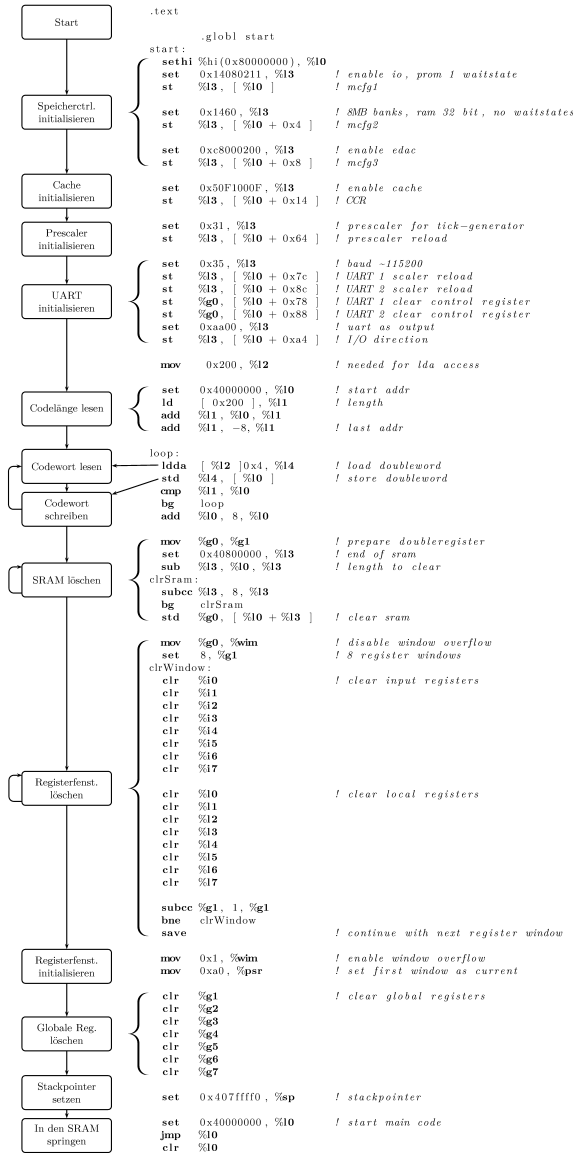 Start
Speicherctrl.
initialisieren
Cache
initialisieren
Prescaler
initialisieren
UART
initialisieren
Codelänge lesen
Codewort lesen
Codewort
schreiben
SRAM löschen
Registerfenst.
löschen
Registerfenst.
initialisieren
Globale Reg.
löschen
Stackpointer
setzen
In den SRAM
springen
.text
.globl start
start:
sethi %hi(0x80000000), %l0
set 0x14080211, %l3 ! enable io, prom 1 waitstate
st %l3, [ %l0 ] ! mcfg1
set 0x1460, %l3 ! 8MB banks, ram 32 bit, no waitstates
st %l3, [ %l0 + 0x4 ] ! mcfg2
set 0xc8000200, %l3 ! enable edac
st %l3, [ %l0 + 0x8 ] ! mcfg3
set 0x50F1000F, %l3 ! enable cache
st %l3, [ %l0 + 0x14 ] ! CCR
set 0x31, %l3 ! prescaler for tick-generator
st %l3, [ %l0 + 0x64 ] ! prescaler reload
set 0x35, %l3 ! baud ~115200
st %l3, [ %l0 + 0x7c ] ! UART 1 scaler reload
st %l3, [ %l0 + 0x8c ] ! UART 2 scaler reload
st %g0, [ %l0 + 0x78 ] ! UART 1 clear control register
st %g0, [ %l0 + 0x88 ] ! UART 2 clear control register
set 0xaa00, %l3 ! uart as output
st %l3, [ %l0 + 0xa4 ] ! I/O direction
mov 0x200, %l2 ! needed for lda access
set 0x40000000, %l0 ! start addr
ld [ 0x200 ], %l1 ! length
add %l1, %l0, %l1
add %l1, -8, %l1 ! last addr
loop:
ldda [ %l2 ]0x4, %l4 ! load doubleword
std %l4, [ %l0 ] ! store doubleword
cmp %l1, %l0
bg loop
add %l0, 8, %l0
mov %g0, %g1 ! prepare doubleregister
set 0x40800000, %l3 ! end of sram
sub %l3, %l0, %l3 ! length to clear
clrSram:
subcc %l3, 8, %l3
bg clrSram
std %g0, [ %l0 + %l3 ] ! clear sram
mov %g0, %wim ! disable window overflow
set 8, %g1 ! 8 register windows
clrWindow:
clr %i0 ! clear input registers
clr %i1
clr %i2
clr %i3
clr %i4
clr %i5
clr %i6
clr %i7
clr %l0 ! clear local registers
clr %l1
clr %l2
clr %l3
clr %l4
clr %l5
clr %l6
clr %l7
subcc %g1, 1, %g1
bne clrWindow
save ! continue with next register window
mov 0x1, %wim ! enable window overflow
mov 0xa0, %psr ! set first window as current
clr %g1 ! clear global registers
clr %g2
clr %g3
clr %g4
clr %g5
clr %g6
clr %g7
set 0x407ffff0, %sp ! stackpointer
set 0x40000000, %l0 ! start main code
jmp %l0
clr %l0